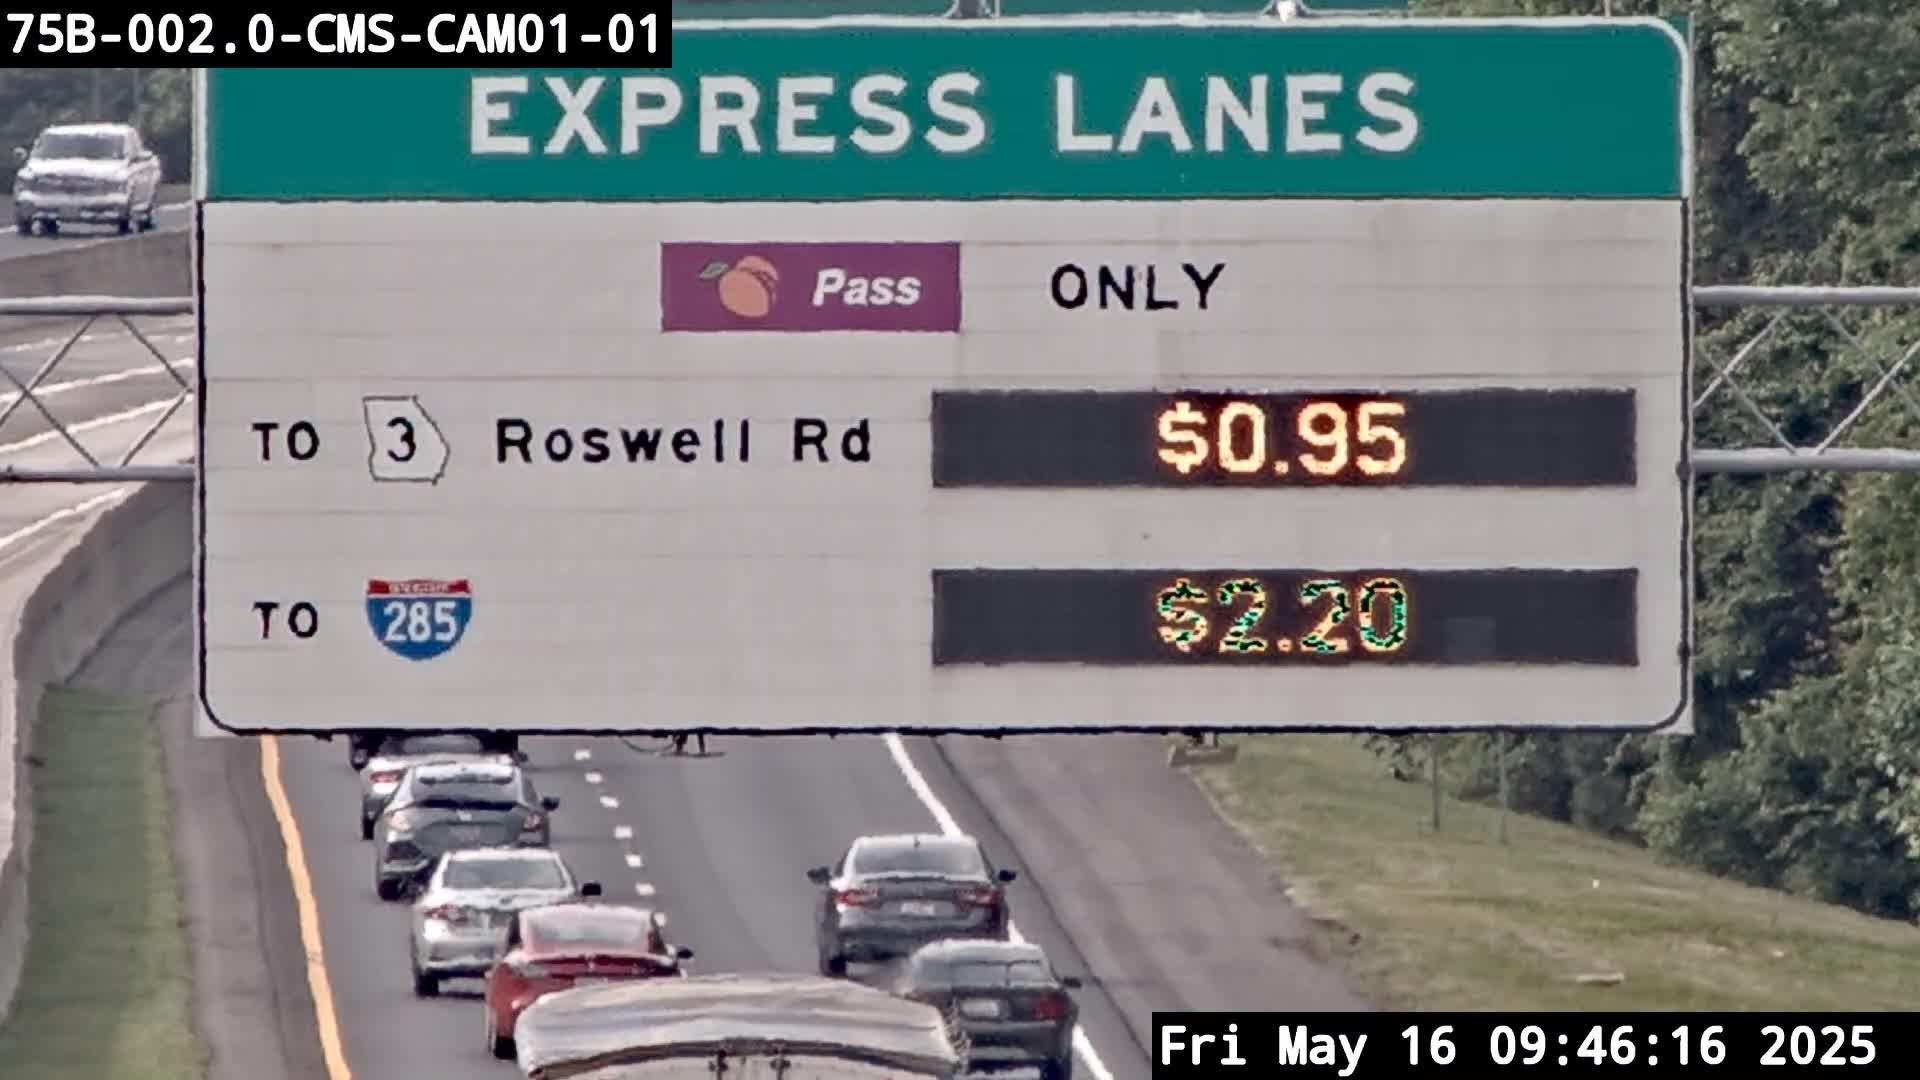 75B-002.0-CMS-CAM01-01
EXPRESS LANES
Pass ONLY
TO 3 Roswell Rd $0.95
TO 285 $2.20
Fri May 16 09:46:16 2025